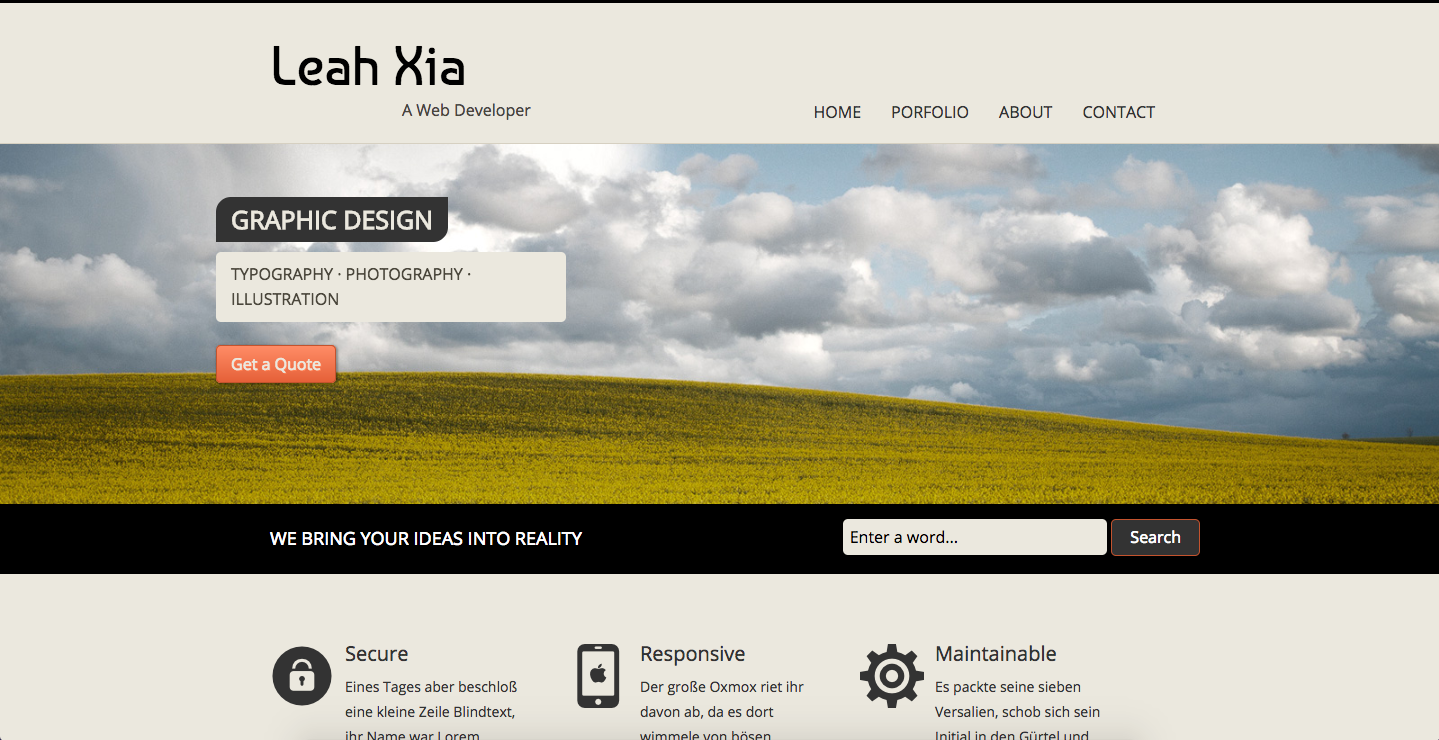 Leah Xia
A Web Developer
HOME PORFOLIO ABOUT CONTACT
GRAPHIC DESIGN
TYPOGRAPHY · PHOTOGRAPHY ·
ILLUSTRATION
Get a Quote
WE BRING YOUR IDEAS INTO REALITY
Enter a word...
Search
Secure
Eines Tages aber beschloß
eine kleine Zeile Blindtext,
ihr Name war Lorem
Responsive
Der große Oxmox riet ihr
davon ab, da es dort
wimmele von bösen
Maintainable
Es packte seine sieben
Versalien, schob sich sein
Initial in den Gürtel und